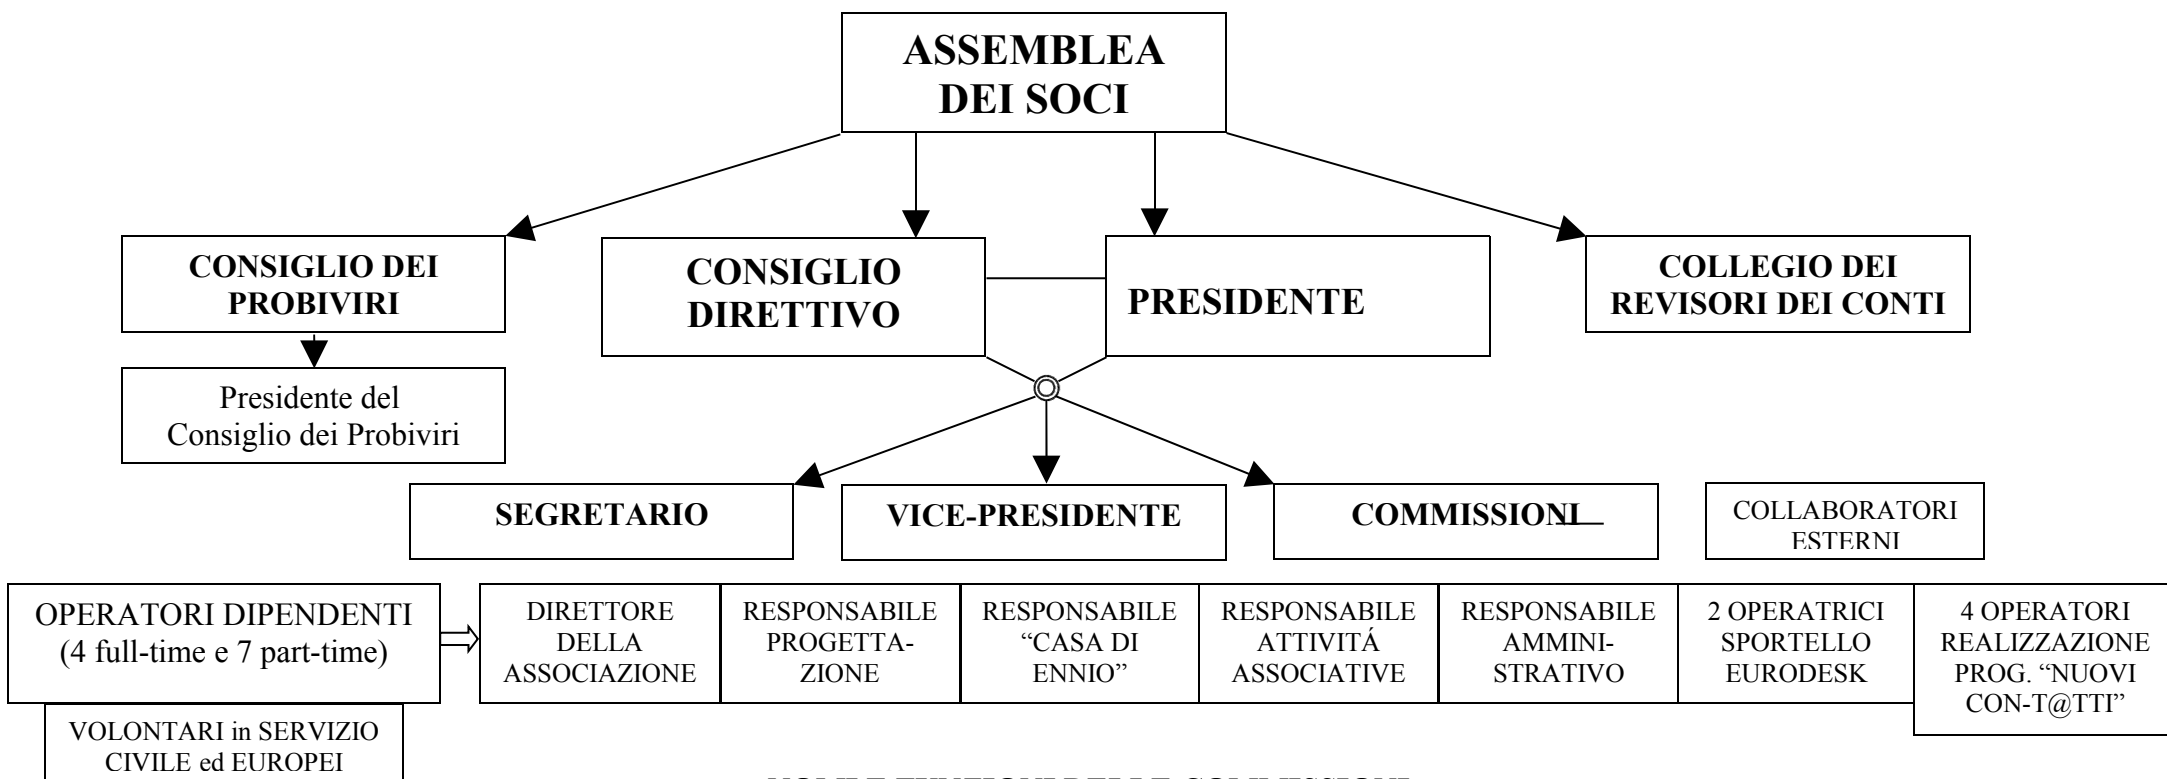 ASSEMBLEA
DEI SOCI
CONSIGLIO DEI
PROBIVIRI
CONSIGLIO
DIRETTIVO
PRESIDENTE
COLLEGIO DEI
REVISORI DEI CONTI
Presidente del
Consiglio dei Probiviri
SEGRETARIO
VICE-PRESIDENTE
COMMISSIONI
COLLABORATORI
ESTERNI
OPERATORI DIPENDENTI
(4 full-time e 7 part-time)
DIRETTORE
DELLA
ASSOCIAZIONE
RESPONSABILE
PROGETTA-
ZIONE
RESPONSABILE
“CASA DI
ENNIO”
RESPONSABILE
ATTIVITÁ
ASSOCIATIVE
RESPONSABILE
AMMINI-
STRATIVO
2 OPERATRICI
SPORTELLO
EURODESK
4 OPERATORI
REALIZZAZIONE
PROG. “NUOVI
CON-T@TTI”
VOLONTARI in SERVIZIO
CIVILE ed EUROPEI